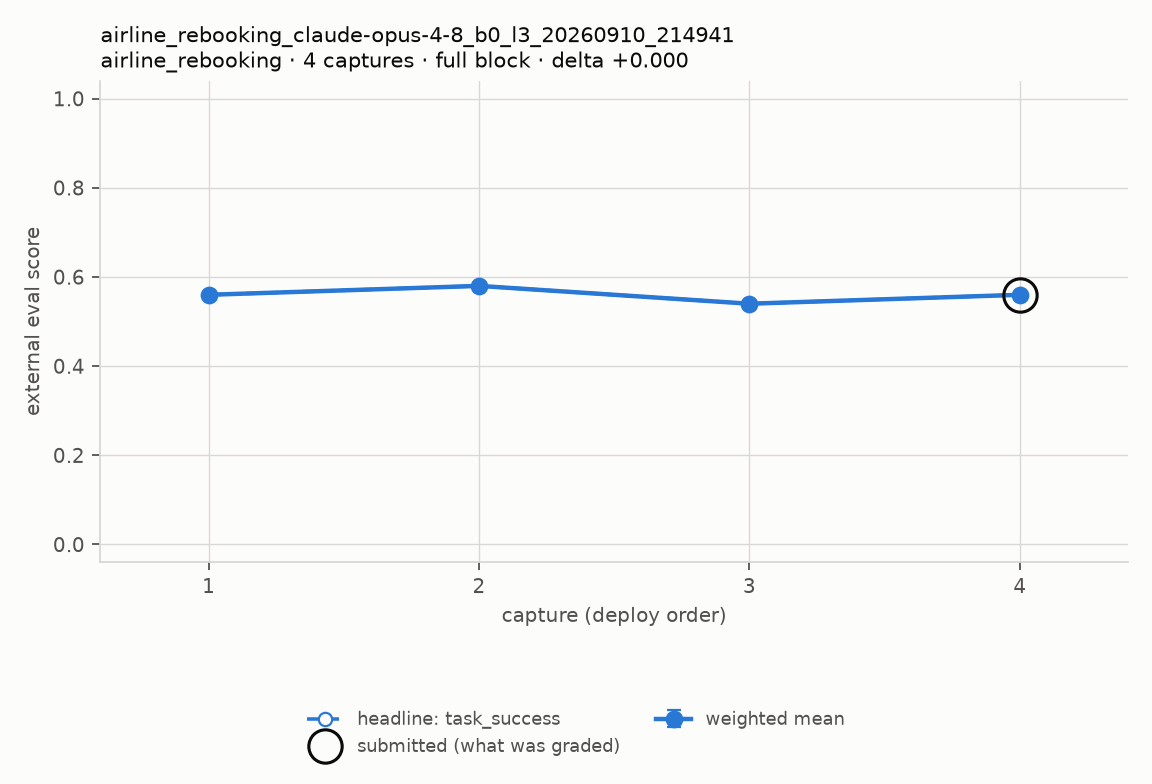 airline_rebooking_claude-opus-4-8_b0_l3_20260910_214941
airline_rebooking · 4 captures · full block · delta +0.000
1.0
0.8
0.6
0.4
0.2
0.0
external eval score
1 2 3 4
capture (deploy order)
headline: task_success weighted mean
submitted (what was graded)